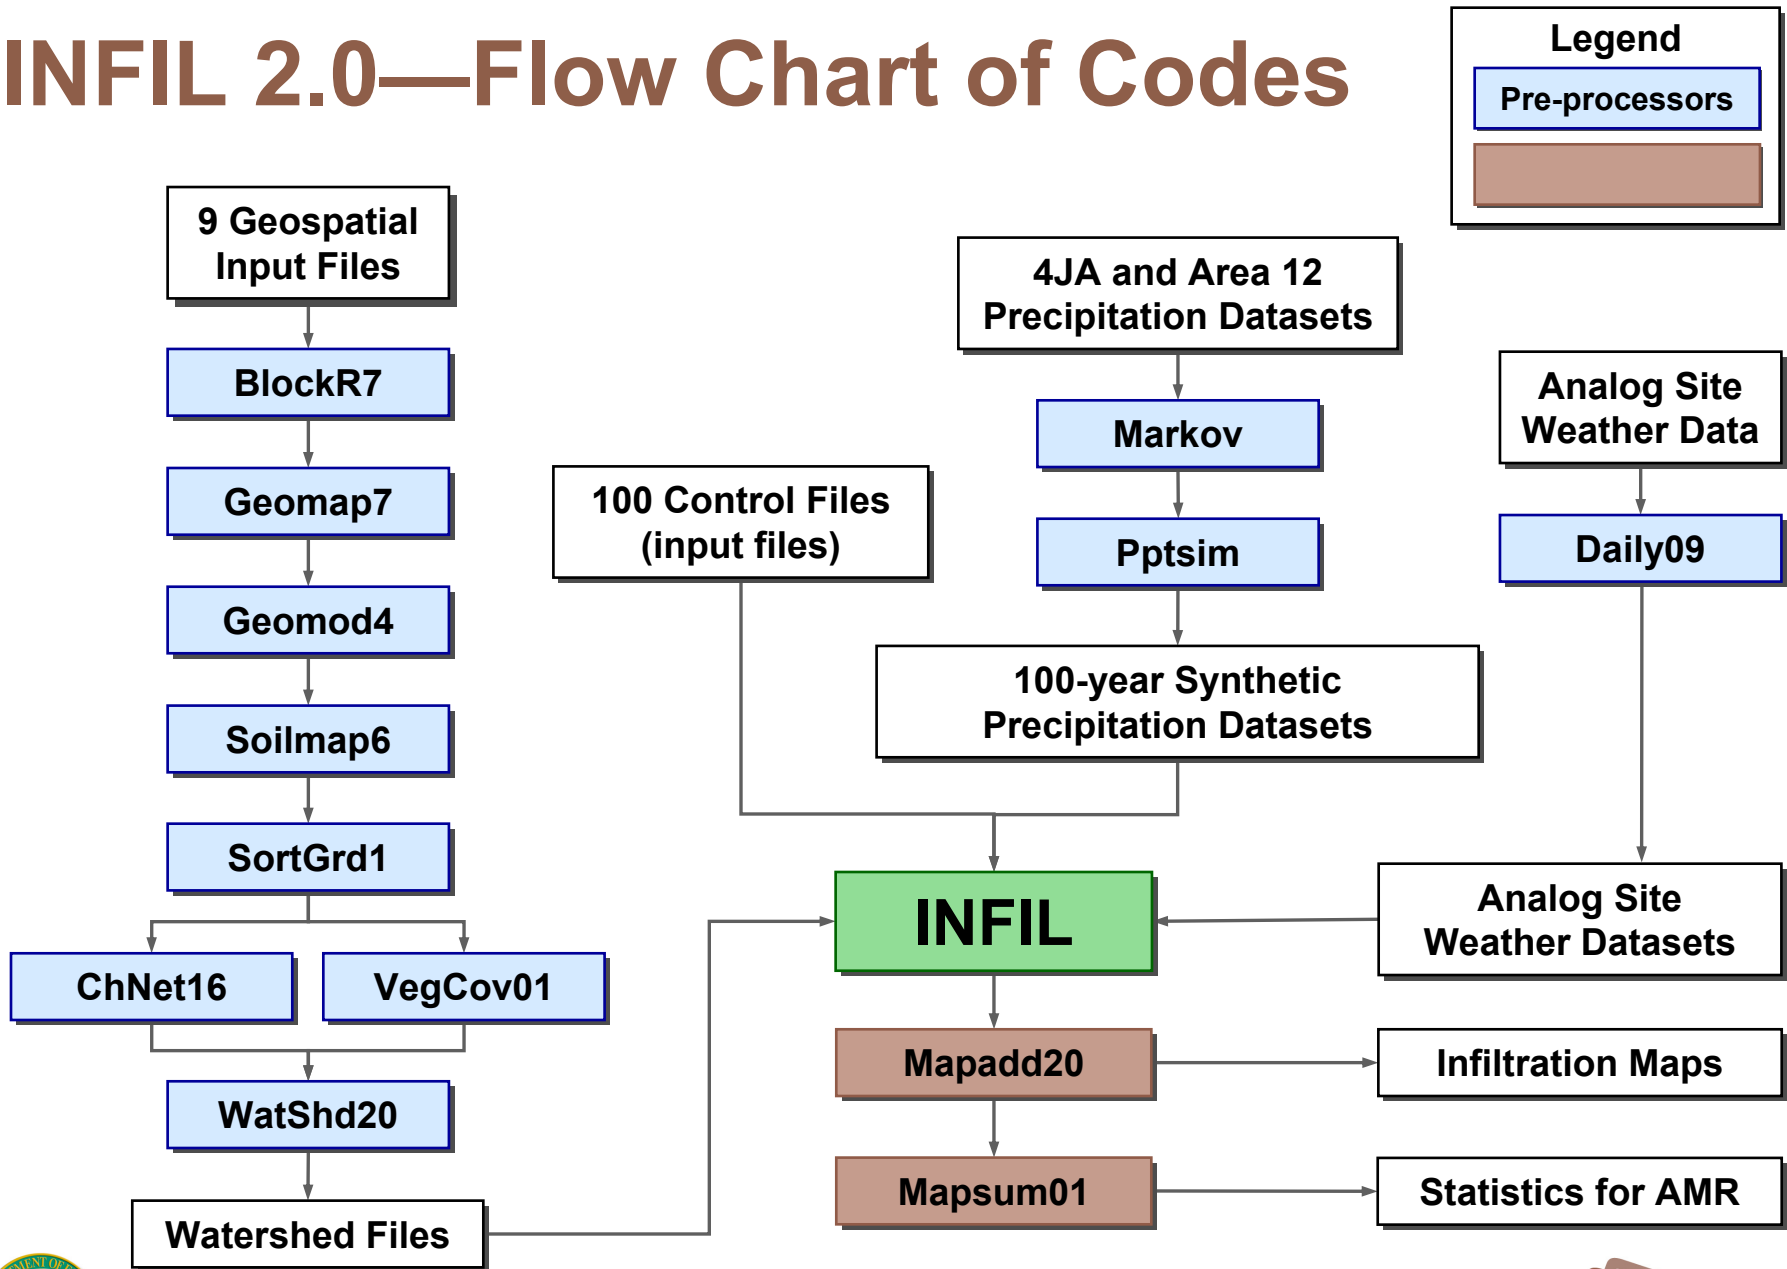 INFIL 2.0—Flow Chart of Codes
Legend
Pre-processors
9 Geospatial
Input Files
BlockR7
Geomap7
Geomod4
Soilmap6
SortGrd1
ChNet16
VegCov01
WatShd20
Watershed Files
100 Control Files
(input files)
4JA and Area 12
Precipitation Datasets
Markov
Pptsim
100-year Synthetic
Precipitation Datasets
Analog Site
Weather Data
Daily09
Analog Site
Weather Datasets
INFIL
Mapadd20
Infiltration Maps
Mapsum01
Statistics for AMR